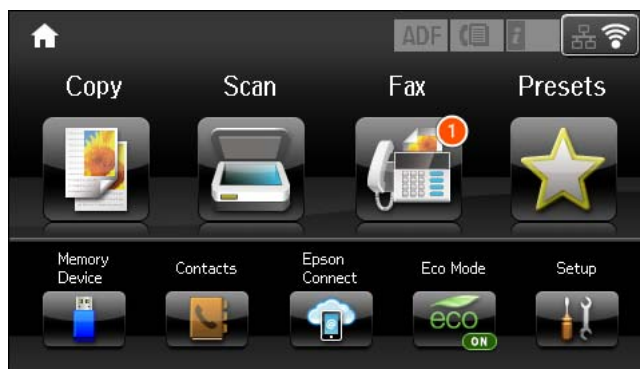 ADF i
Copy Scan Fax Presets
1
Memory Device
Contacts
Epson Connect
Eco Mode
Setup
@
eco
ON